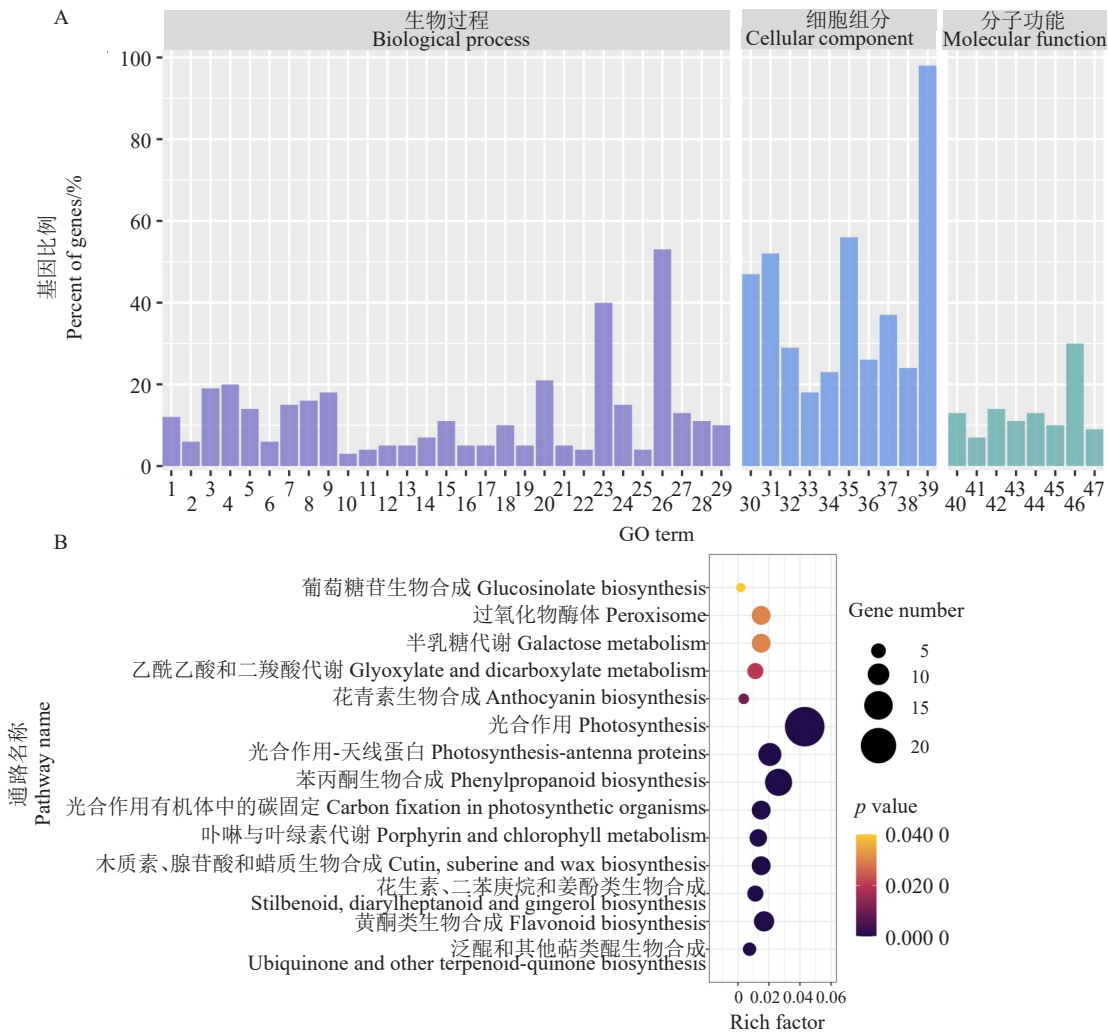 A
生物过程
Biological process
细胞组分
Cellular component
分子功能
Molecular function
基因比例
Percent of genes/%
100
80
60
40
20
0
1 3 5 7 9 11 13 15 17 19 21 23 25 27 29 31 33 35 37 39 41 43 45 47
2 4 6 8 10 12 14 16 18 20 22 24 26 28 30 32 34 36 38 40 42 44 46
GO term
B
通路名称
Pathway name
葡萄糖苷生物合成 Glucosinolate biosynthesis
过氧化物酶体 Peroxisome
半乳糖代谢 Galactose metabolism
乙酰乙酸和二羧酸代谢 Glyoxylate and dicarboxylate metabolism
花青素生物合成 Anthocyanin biosynthesis
光合作用 Photosynthesis
光合作用-天线蛋白 Photosynthesis-antenna proteins
苯丙酮生物合成 Phenylpropanoid biosynthesis
光合作用有机体中的碳固定 Carbon fixation in photosynthetic organisms
卟啉与叶绿素代谢 Porphyrin and chlorophyll metabolism
木质素、腺苷酸和蜡质生物合成 Cutin, suberine and wax biosynthesis
花生素、二苯庚烷和姜酚类生物合成
Stilbenoid, diarylheptanoid and gingerol biosynthesis
黄酮类生物合成 Flavonoid biosynthesis
泛醌和其他萜类醌生物合成
Ubiquinone and other terpenoid-quinone biosynthesis
0 0.02 0.04 0.06
Rich factor
Gene number
5
10
15
20
p value
0.040 0
0.020 0
0.000 0